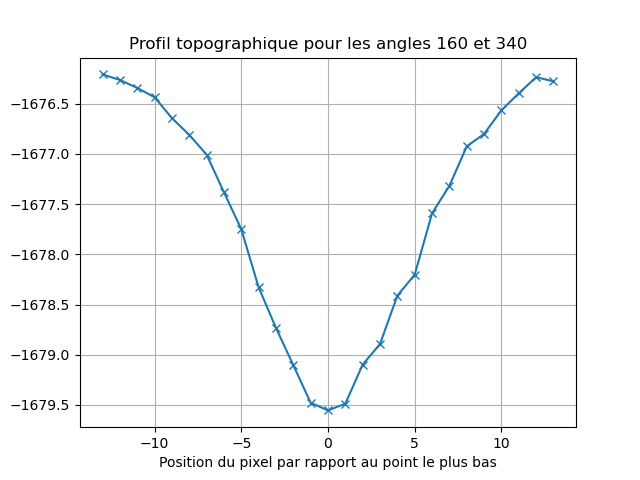 Profil topographique pour les angles 160 et 340
−1676.5
−1677.0
−1677.5
−1678.0
−1678.5
−1679.0
−1679.5
−10 −5 0 5 10
Position du pixel par rapport au point le plus bas